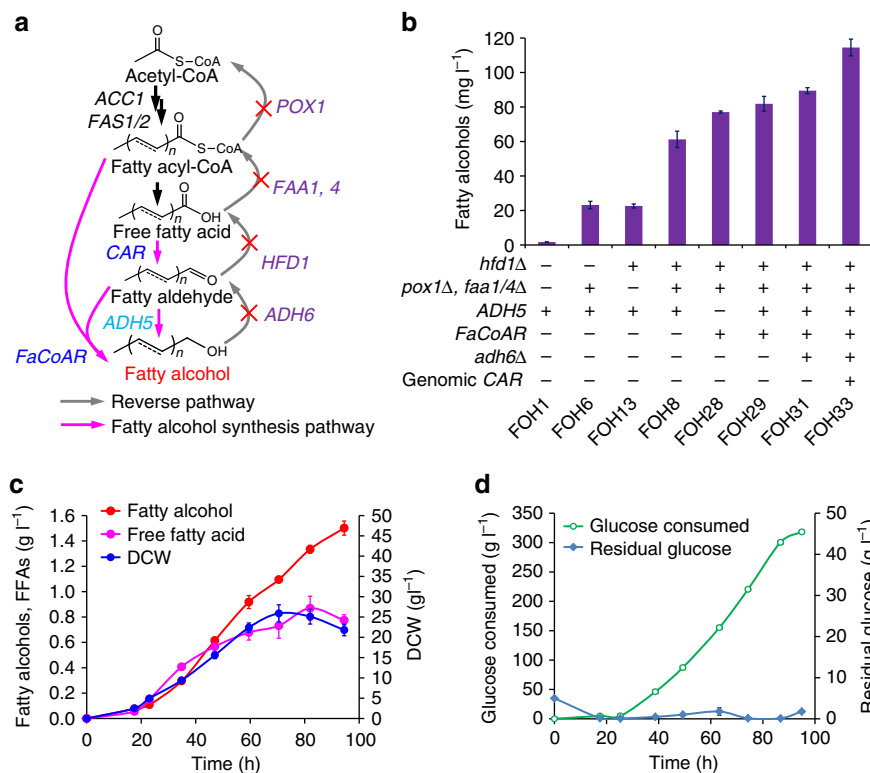 a
O
S–CoA
Acetyl-CoA
ACC1
FAS1/2
POX1
O
n
S–CoA
Fatty acyl-CoA
FAA1, 4
O
n
OH
Free fatty acid
CAR
HFD1
n
O
Fatty aldehyde
ADH5
ADH6
n
OH
FaCoAR
Fatty alcohol
Reverse pathway
Fatty alcohol synthesis pathway
b
Fatty alcohols (mg l⁻¹)
120
100
80
60
40
20
0
hfd1Δ – – + + + + + +
pox1Δ, faa1/4Δ – + – + + + + +
ADH5 + + + + – + + +
FaCoAR – – – – + + + +
adh6Δ – – – – – – + +
Genomic CAR – – – – – – – +
FOH1 FOH6 FOH13 FOH8 FOH28 FOH29 FOH31 FOH33
c
Fatty alcohol
Free fatty acid
DCW
Fatty alcohols, FFAs (g l⁻¹)
1.6
1.4
1.2
1.0
0.8
0.6
0.4
0.2
0.0
50
45
40
35
30
25
20
15
10
5
0
DCW (gl⁻¹)
0 20 40 60 80 100
Time (h)
d
Glucose consumed
Residual glucose
Glucose consumed (g l⁻¹)
350
300
250
200
150
100
50
0
50
40
30
20
10
0
Residual glucose (g l⁻¹)
0 20 40 60 80 100
Time (h)